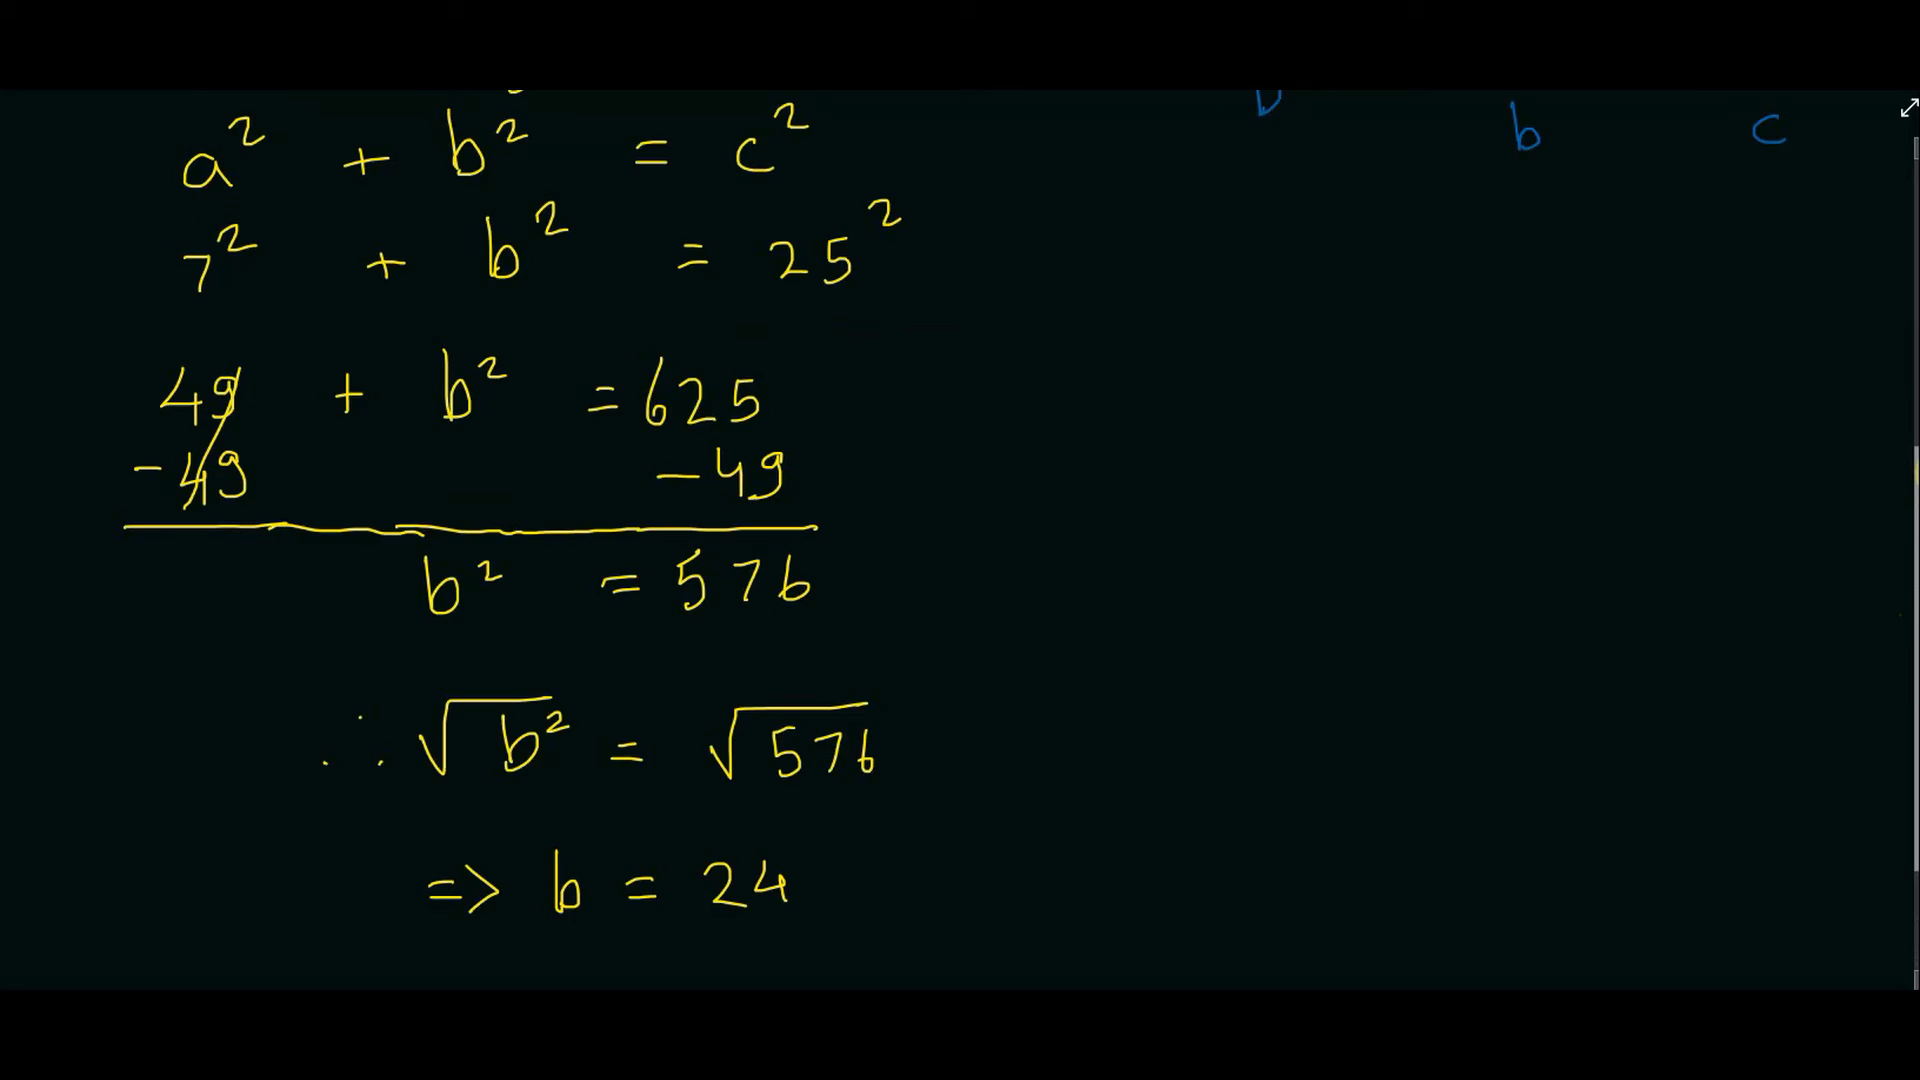 b c
a² + b² = c²
7² + b² = 25²
49 + b² = 625
- 49 - 49
b² = 576
∴ √b² = √576
=> b = 24